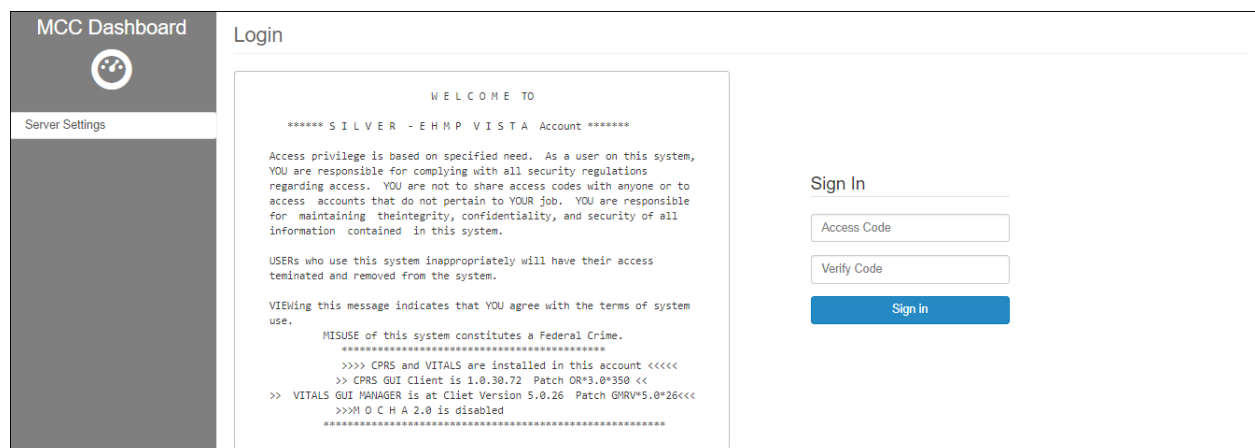 MCC Dashboard
Server Settings
Login
W E L C O M E  TO
****** S I L V E R  - E H M P  V I S T A  Account *******
Access privilege is based on specified need.  As a user on this system,
YOU are responsible for complying with all security regulations
regarding access.  YOU are not to share access codes with anyone or to
access  accounts that do not pertain to YOUR job.  YOU are responsible
for  maintaining  theintegrity, confidentiality, and security of all
information  contained  in this system.
USERs who use this system inappropriately will have their access
teminated and removed from the system.
VIEWing this message indicates that YOU agree with the terms of system
use.
MISUSE of this system constitutes a Federal Crime.
********************************************
>>>> CPRS and VITALS are installed in this account <<<<<
>> CPRS GUI Client is 1.0.30.72  Patch OR*3.0*350 <<
>>  VITALS GUI MANAGER is at Cliet Version 5.0.26  Patch GMRV*5.0*26<<<
>>>M O C H A 2.0 is disabled
*********************************************************
Sign In
Access Code
Verify Code
Sign in